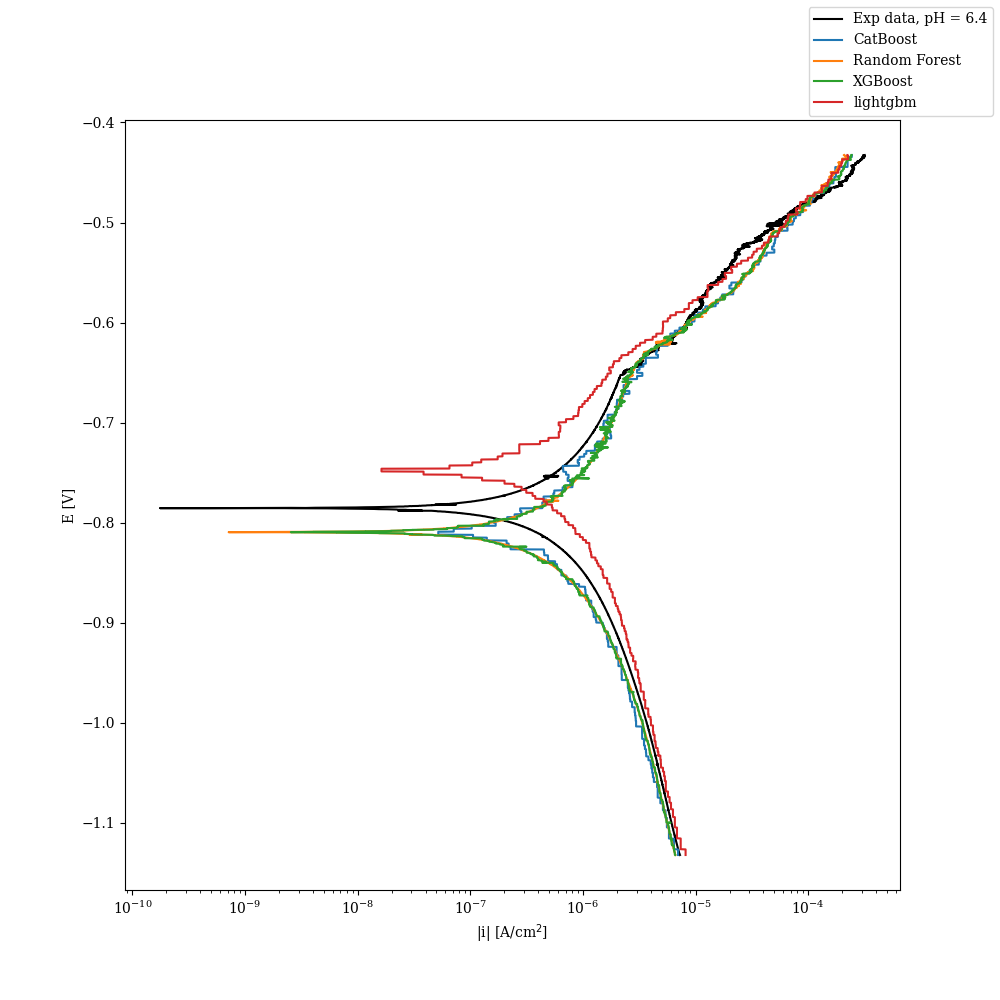 Exp data, pH = 6.4
CatBoost
Random Forest
XGBoost
lightgbm
−0.4
−0.5
−0.6
−0.7
−0.8
−0.9
−1.0
−1.1
E [V]
10⁻¹⁰ 10⁻⁹ 10⁻⁸ 10⁻⁷ 10⁻⁶ 10⁻⁵ 10⁻⁴
|i| [A/cm²]